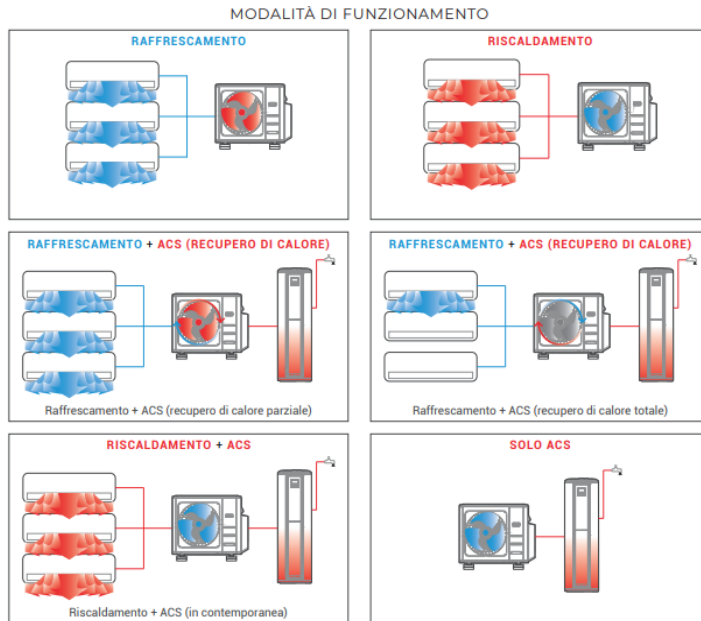 MODALITÀ DI FUNZIONAMENTO
RAFFRESCAMENTO
RISCALDAMENTO
RAFFRESCAMENTO + ACS (RECUPERO DI CALORE)
Raffrescamento + ACS (recupero di calore parziale)
RAFFRESCAMENTO + ACS (RECUPERO DI CALORE)
Raffrescamento + ACS (recupero di calore totale)
RISCALDAMENTO + ACS
Riscaldamento + ACS (in contemporanea)
SOLO ACS